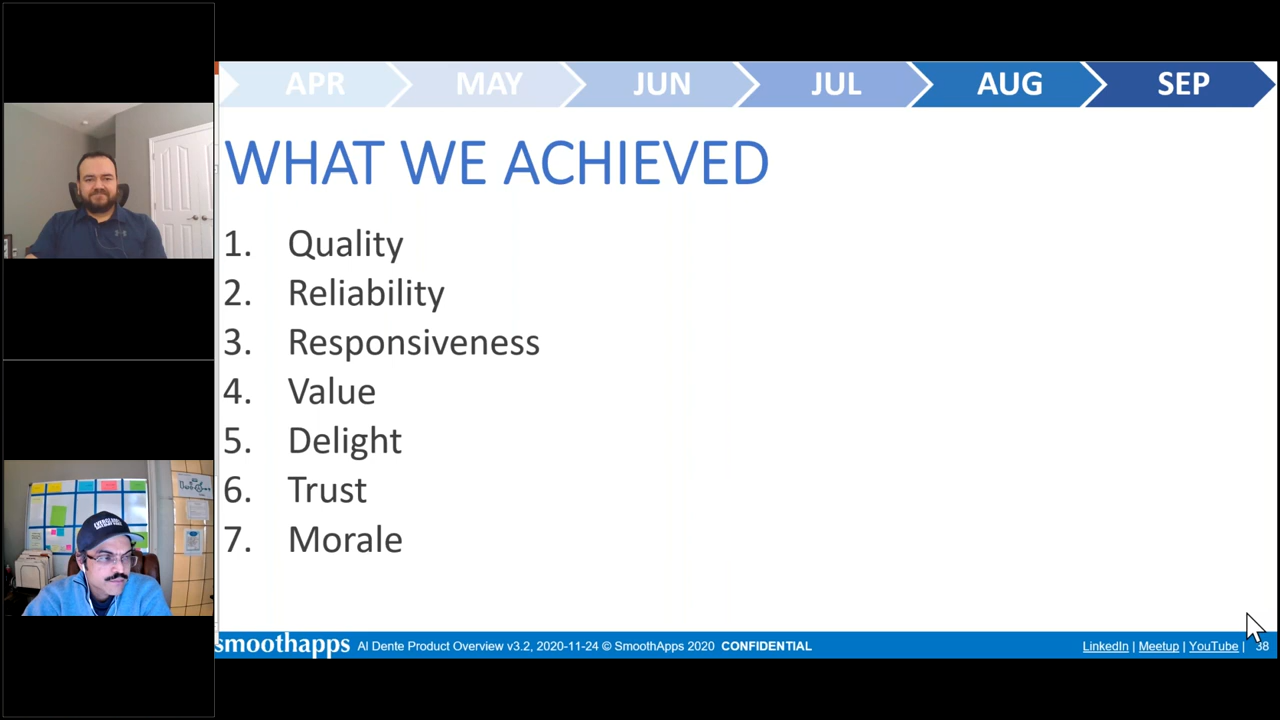 APR MAY JUN JUL AUG SEP
WHAT WE ACHIEVED
1. Quality
2. Reliability
3. Responsiveness
4. Value
5. Delight
6. Trust
7. Morale
smoothapps Al Dente Product Overview v3.2, 2020-11-24 © SmoothApps 2020 CONFIDENTIAL LinkedIn | Meetup | YouTube | 38